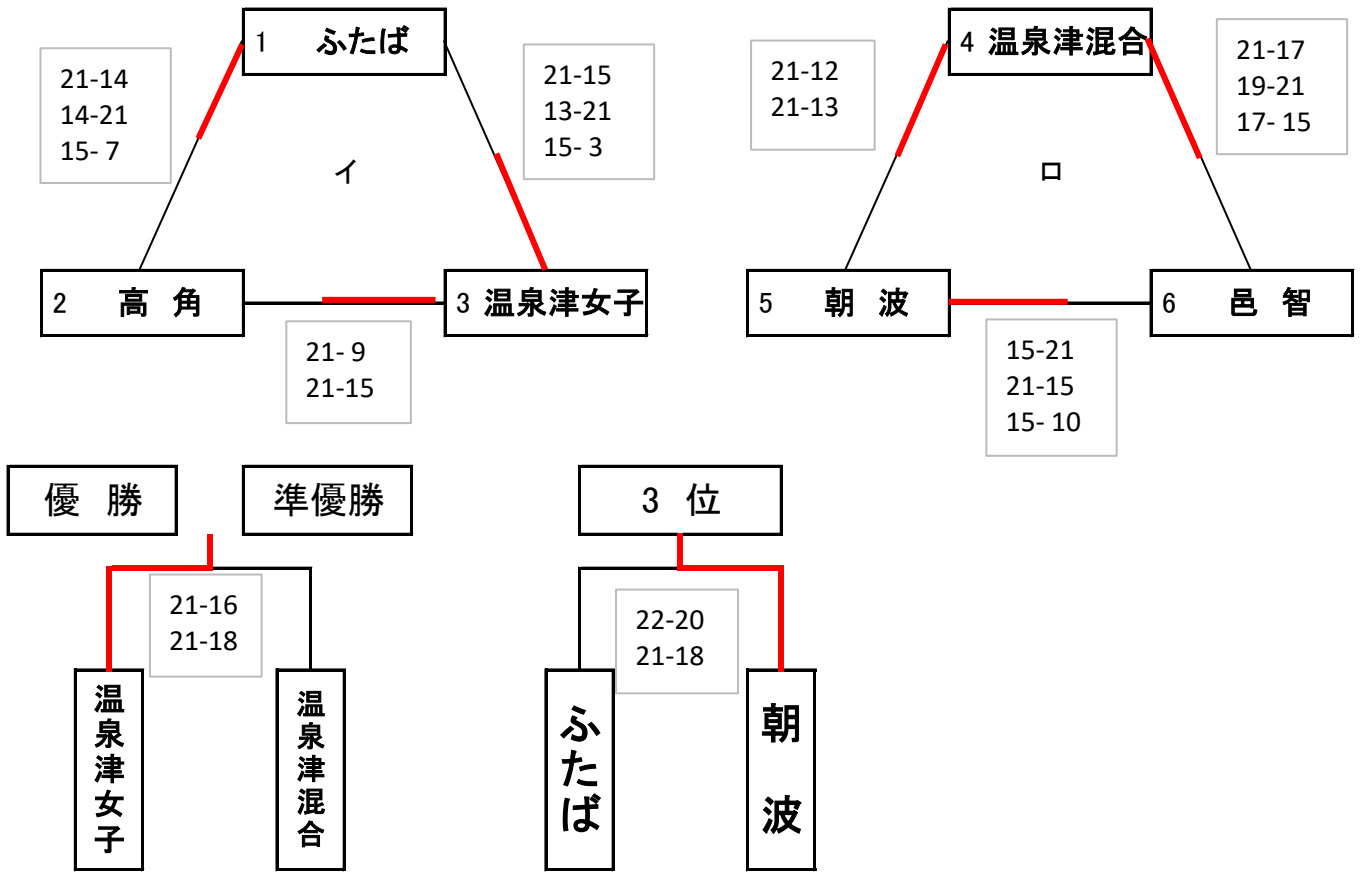 1 ふたば
4 温泉津混合
21-14
14-21
15- 7
21-15
13-21
15- 3
21-12
21-13
21-17
19-21
17- 15
イ
ロ
2 高 角
3 温泉津女子
5 朝 波
6 邑 智
21- 9
21-15
15-21
21-15
15- 10
優 勝
準優勝
3 位
21-16
21-18
22-20
21-18
温泉津女子
温泉津混合
ふたば
朝 波